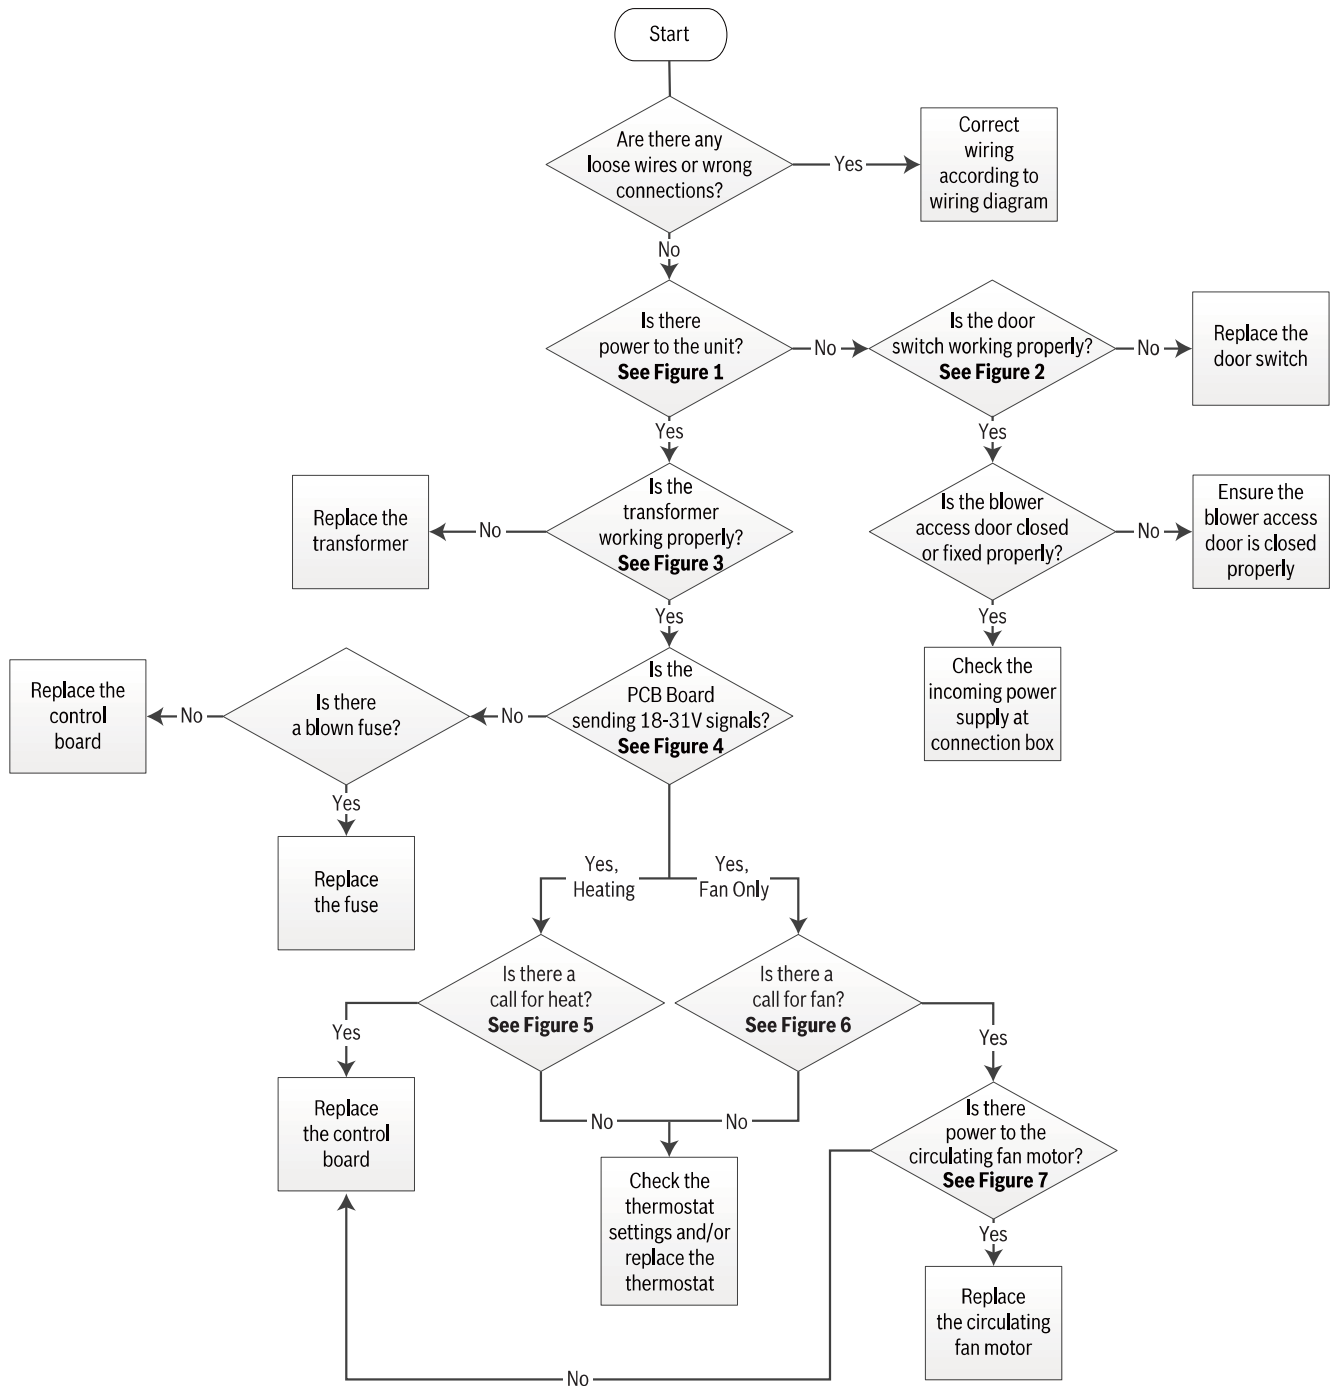 Start
Are there any
loose wires or wrong
connections?
Yes
Correct
wiring
according to
wiring diagram
No
Is there
power to the unit?
See Figure 1
No
Is the door
switch working properly?
See Figure 2
No
Replace the
door switch
Yes
Yes
Replace the
transformer
No
Is the
transformer
working properly?
See Figure 3
Is the blower
access door closed
or fixed properly?
No
Ensure the
blower access
door is closed
properly
Yes
Yes
Replace the
control
board
No
Is there
a blown fuse?
No
Is the
PCB Board
sending 18-31V signals?
See Figure 4
Check the
incoming power
supply at
connection box
Yes
Replace
the fuse
Yes,
Heating
Yes,
Fan Only
Is there a
call for heat?
See Figure 5
Is there a
call for fan?
See Figure 6
Yes
Yes
Replace
the control
board
No
No
Is there
power to the
circulating fan motor?
See Figure 7
Check the
thermostat
settings and/or
replace the
thermostat
Yes
Replace
the circulating
fan motor
No